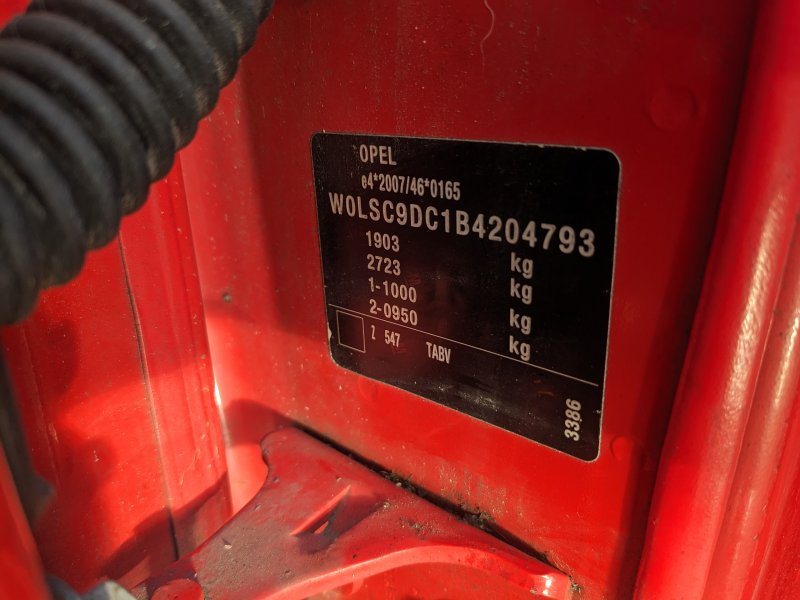 OPEL
e4*2007/46*0165
W0LSC9DC1B4204793
1903 kg
2723 kg
1-1000 kg
2-0950 kg
Z 547 TABV
3386